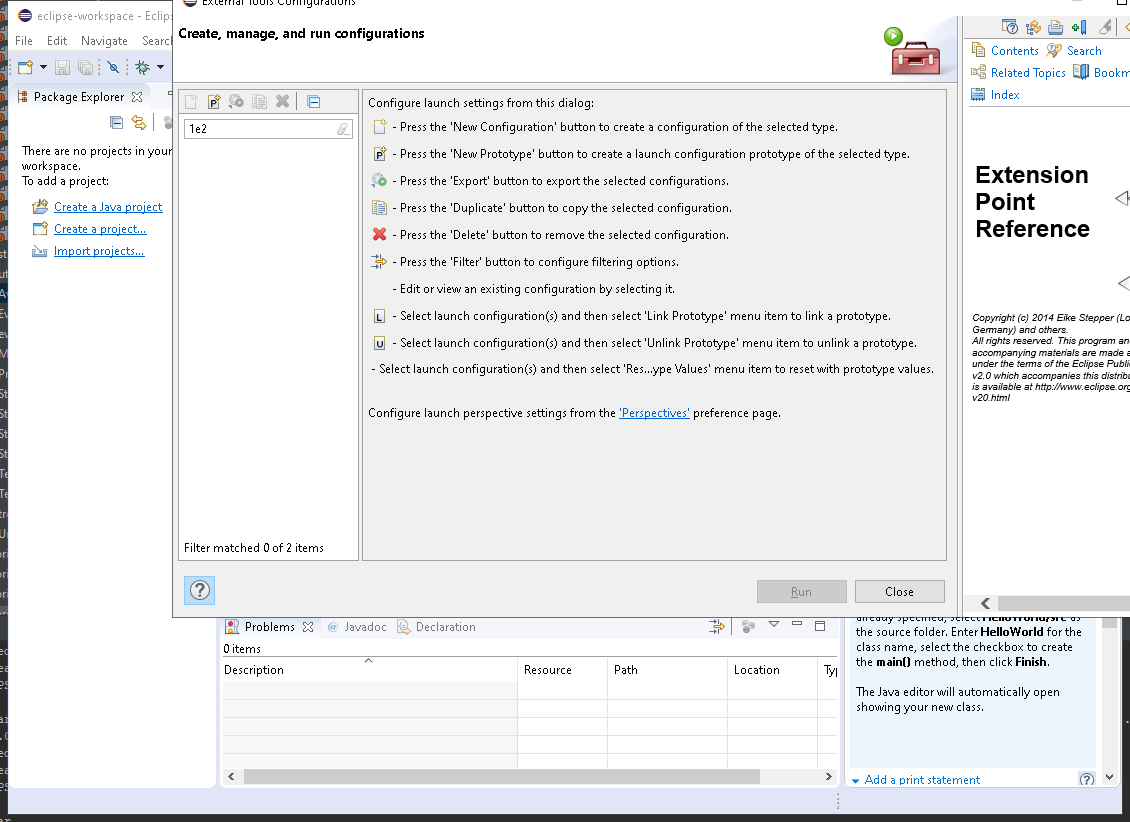 External Tools Configurations
eclipse-workspace - Eclips
File Edit Navigate Search
Create, manage, and run configurations
Package Explorer
There are no projects in your
workspace.
To add a project:
Create a Java project
Create a project...
Import projects...
1e2
Filter matched 0 of 2 items
Configure launch settings from this dialog:
- Press the 'New Configuration' button to create a configuration of the selected type.
P - Press the 'New Prototype' button to create a launch configuration prototype of the selected type.
- Press the 'Export' button to export the selected configurations.
- Press the 'Duplicate' button to copy the selected configuration.
- Press the 'Delete' button to remove the selected configuration.
- Press the 'Filter' button to configure filtering options.
- Edit or view an existing configuration by selecting it.
L - Select launch configuration(s) and then select 'Link Prototype' menu item to link a prototype.
U - Select launch configuration(s) and then select 'Unlink Prototype' menu item to unlink a prototype.
- Select launch configuration(s) and then select 'Res...ype Values' menu item to reset with prototype values.
Configure launch perspective settings from the 'Perspectives' preference page.
Run Close
Contents Search
Related Topics Bookm
Index
Extension
Point
Reference
Copyright (c) 2014 Eike Stepper (Lo
Germany) and others.
All rights reserved. This program an
accompanying materials are made a
under the terms of the Eclipse Publi
v2.0 which accompanies this distribu
is available at http://www.eclipse.org
v20.html
Problems @ Javadoc Declaration
0 items
Description Resource Path Location Typ
already specified, select HelloWorld/src as
the source folder. Enter HelloWorld for the
class name, select the checkbox to create
the main() method, then click Finish.
The Java editor will automatically open
showing your new class.
Add a print statement